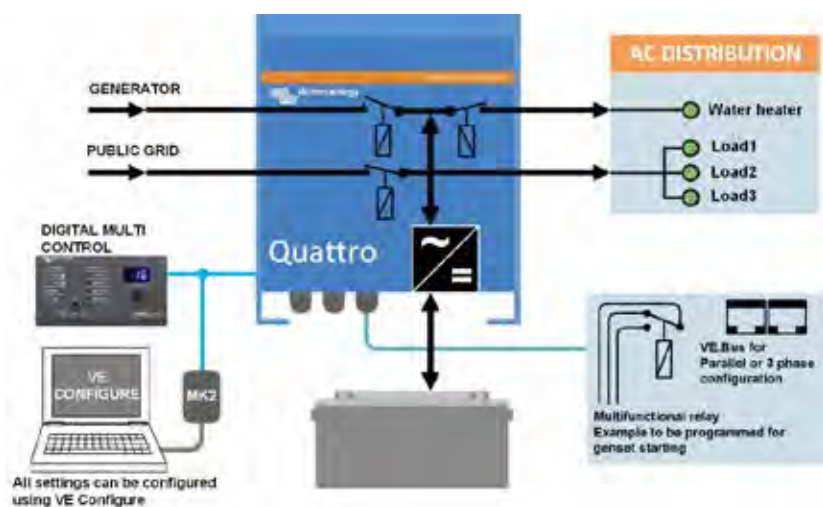 GENERATOR
PUBLIC GRID
victron energy
AC DISTRIBUTION
Water heater
Load1
Load2
Load3
DIGITAL MULTI
CONTROL
Quattro
VE
CONFIGURE
MK2
All settings can be configured
using VE Configure
VE.Bus for
Parallel or 3 phase
configuration
Multifunctional relay
Example to be programmed for
genset starting